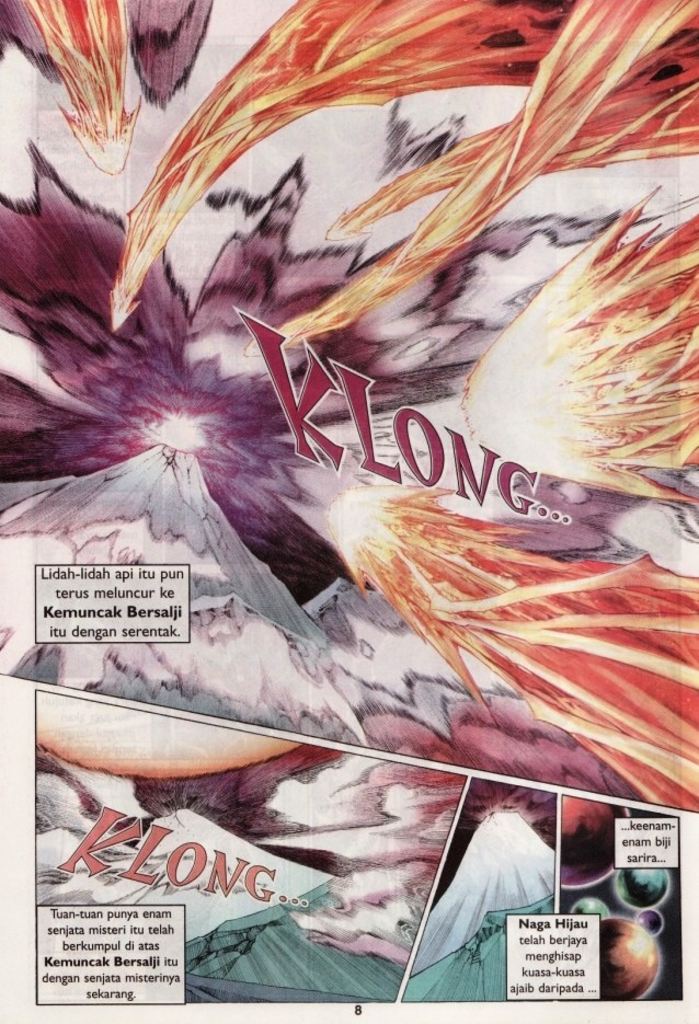 KLONG...
Lidah-lidah api itu pun
terus meluncur ke
Kemuncak Bersalji
itu dengan serentak.
KLONG...
Tuan-tuan punya enam
senjata misteri itu telah
berkumpul di atas
Kemuncak Bersalji itu
dengan senjata misterinya
sekarang.
Naga Hijau
telah berjaya
menghisap
kuasa-kuasa
ajaib daripada ...
...keenam-
enam biji
sarira...
8